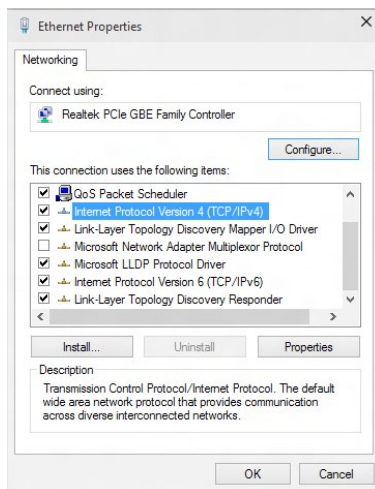 Ethernet Properties
Networking
Connect using:
Realtek PCIe GBE Family Controller
Configure...
This connection uses the following items:
QoS Packet Scheduler
Internet Protocol Version 4 (TCP/IPv4)
Link-Layer Topology Discovery Mapper I/O Driver
Microsoft Network Adapter Multiplexor Protocol
Microsoft LLDP Protocol Driver
Internet Protocol Version 6 (TCP/IPv6)
Link-Layer Topology Discovery Responder
Install... Uninstall Properties
Description
Transmission Control Protocol/Internet Protocol. The default
wide area network protocol that provides communication
across diverse interconnected networks.
OK Cancel